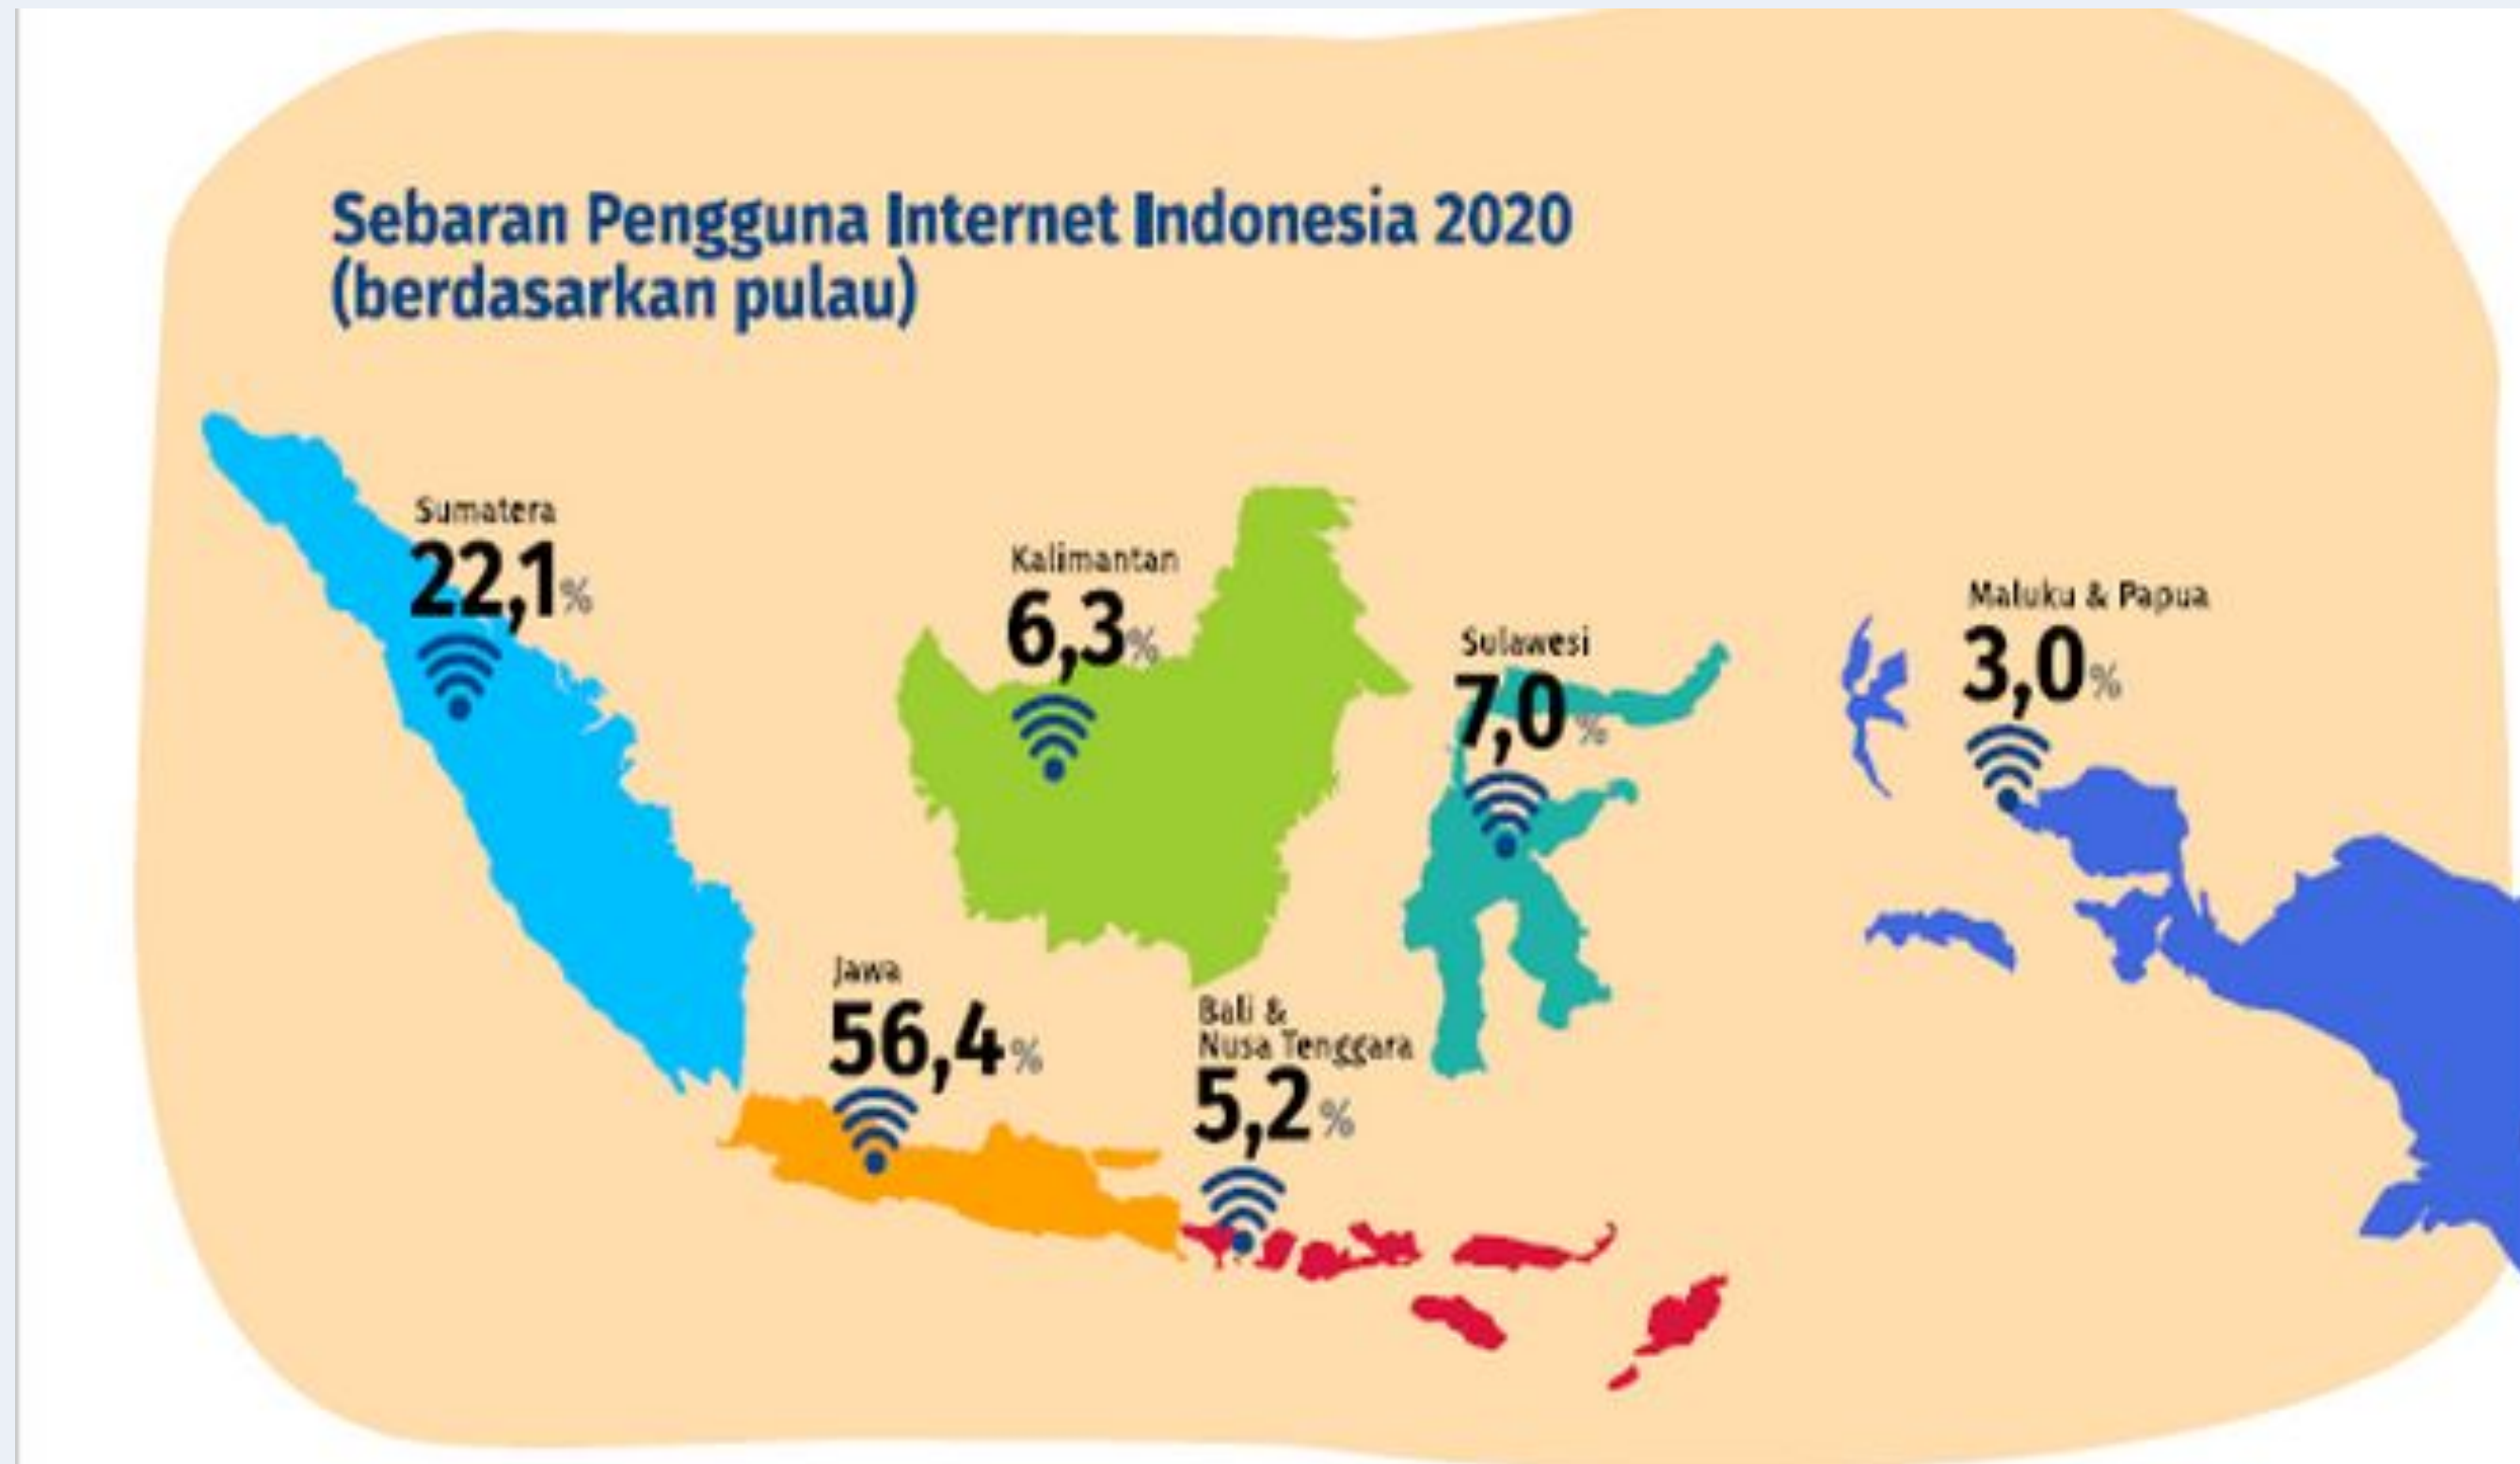 Sebaran Pengguna Internet Indonesia 2020
(berdasarkan pulau)
Sumatera
22,1%
Kalimantan
6,3%
Sulawesi
7,0%
Maluku & Papua
3,0%
Jawa
56,4%
Bali &
Nusa Tenggara
5,2%